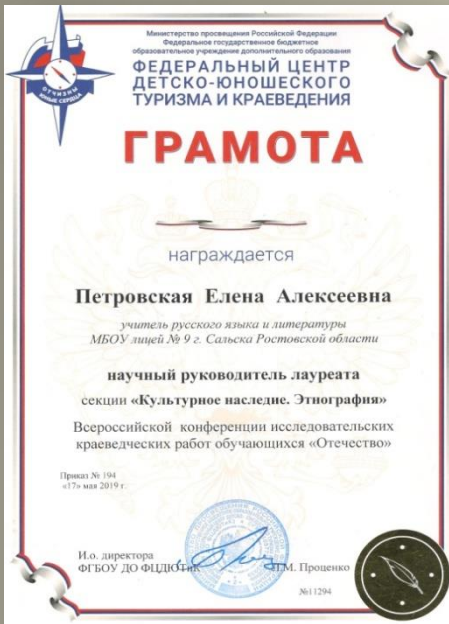 Министерство просвещения Российской Федерации
Федеральное государственное бюджетное
образовательное учреждение дополнительного образования
ФЕДЕРАЛЬНЫЙ ЦЕНТР
ДЕТСКО-ЮНОШЕСКОГО
ТУРИЗМА И КРАЕВЕДЕНИЯ
ОТЧИЗНЫ
ЮНЫЕ СЕРДЦА
ГРАМОТА
награждается
Петровская Елена Алексеевна
учитель русского языка и литературы
МБОУ лицей № 9 г. Сальска Ростовской области
научный руководитель лауреата
секции «Культурное наследие. Этнография»
Всероссийской конференции исследовательских
краеведческих работ обучающихся «Отечество»
Приказ № 194
«17» мая 2019 г.
И.о. директора
ФГБОУ ДО ФЦДЮТиК
Проценко
№11294